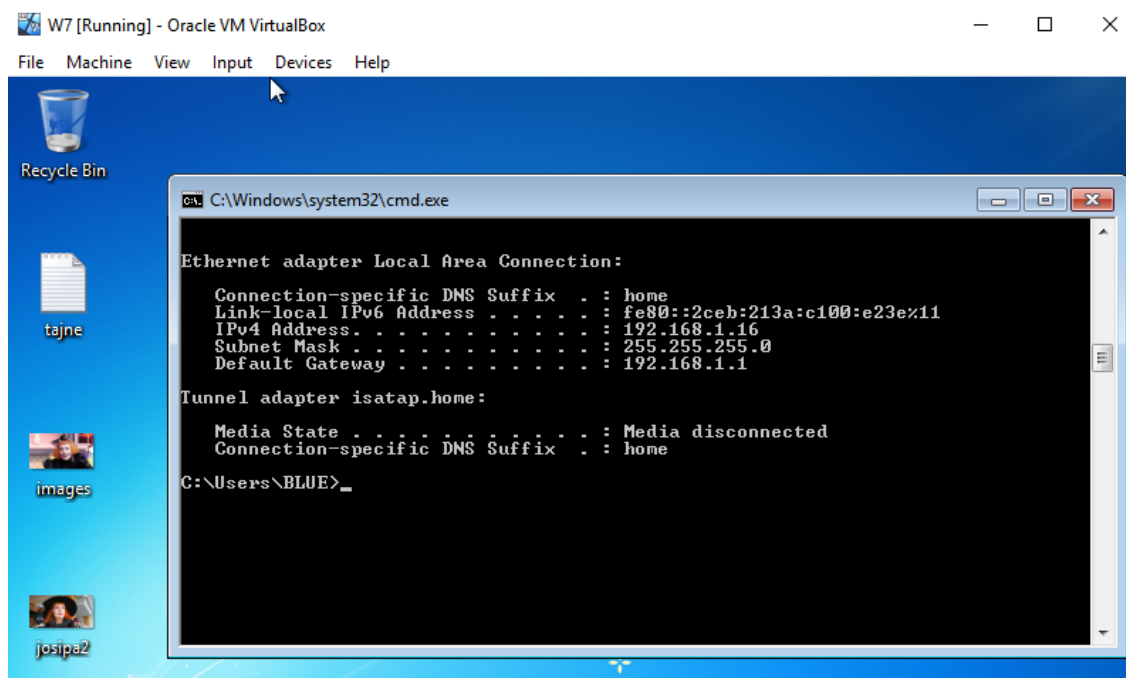 W7 [Running] - Oracle VM VirtualBox
File Machine View Input Devices Help
Recycle Bin
C:\Windows\system32\cmd.exe
Ethernet adapter Local Area Connection:
Connection-specific DNS Suffix . : home
Link-local IPv6 Address . . . . . : fe80::2ceb:213a:c100:e23e%11
IPv4 Address. . . . . . . . . . . : 192.168.1.16
Subnet Mask . . . . . . . . . . . : 255.255.255.0
Default Gateway . . . . . . . . . : 192.168.1.1
Tunnel adapter isatap.home:
Media State . . . . . . . . . . . : Media disconnected
Connection-specific DNS Suffix . : home
C:\Users\BLUE>_
tajne
images
josipa2